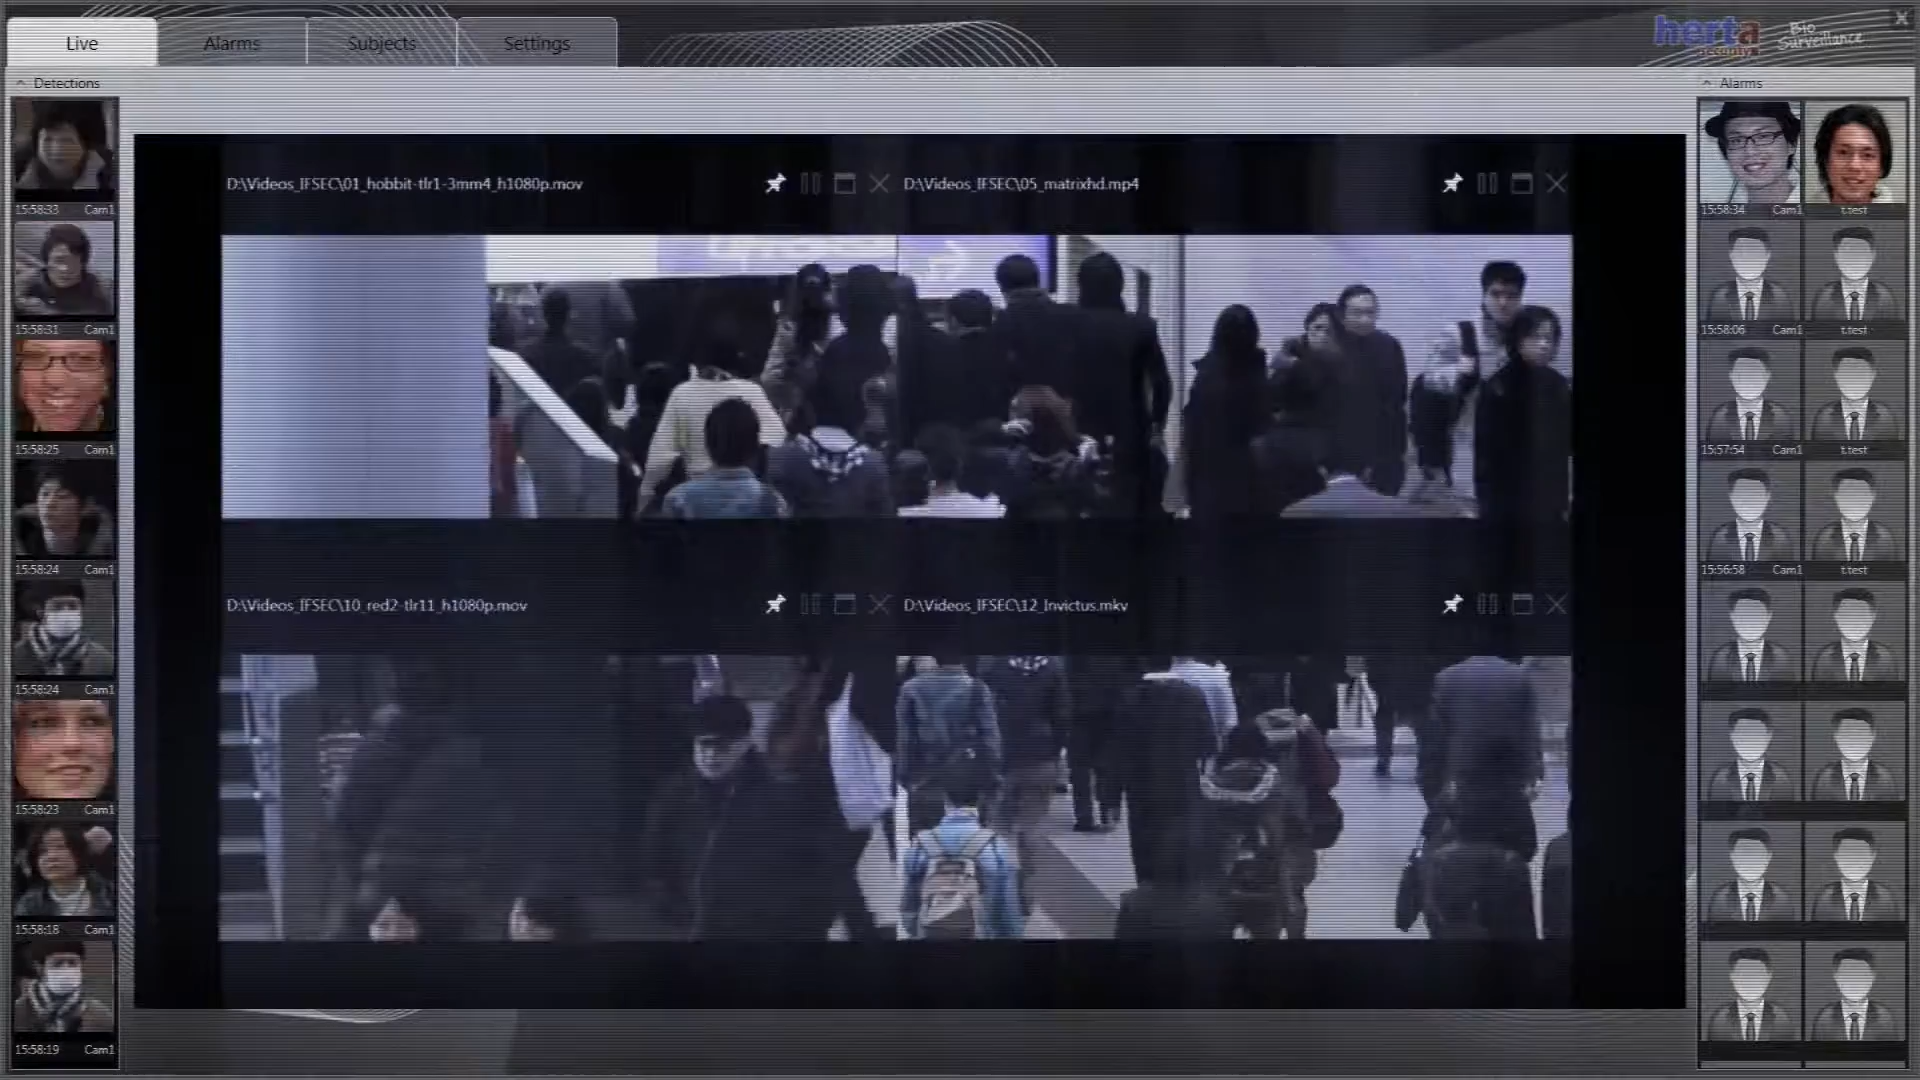 Live
Alarms
Subjects
Settings
herta
security
Bio
Surveillance
Detections
Alarms
15:58:33 Cam1
15:58:31 Cam1
15:58:25 Cam1
15:58:24 Cam1
15:58:24 Cam1
15:58:23 Cam1
15:58:18 Cam1
15:58:19 Cam1
D:\Videos_IFSEC\01_hobbit-tlr1-3mm4_h1080p.mov
D:\Videos_IFSEC\05_matrixhd.mp4
D:\Videos_IFSEC\10_red2-tlr11_h1080p.mov
D:\Videos_IFSEC\12_Invictus.mkv
15:58:34 Cam1 t.test
15:58:06 Cam1 t.test
15:57:54 Cam1 t.test
15:56:58 Cam1 t.test